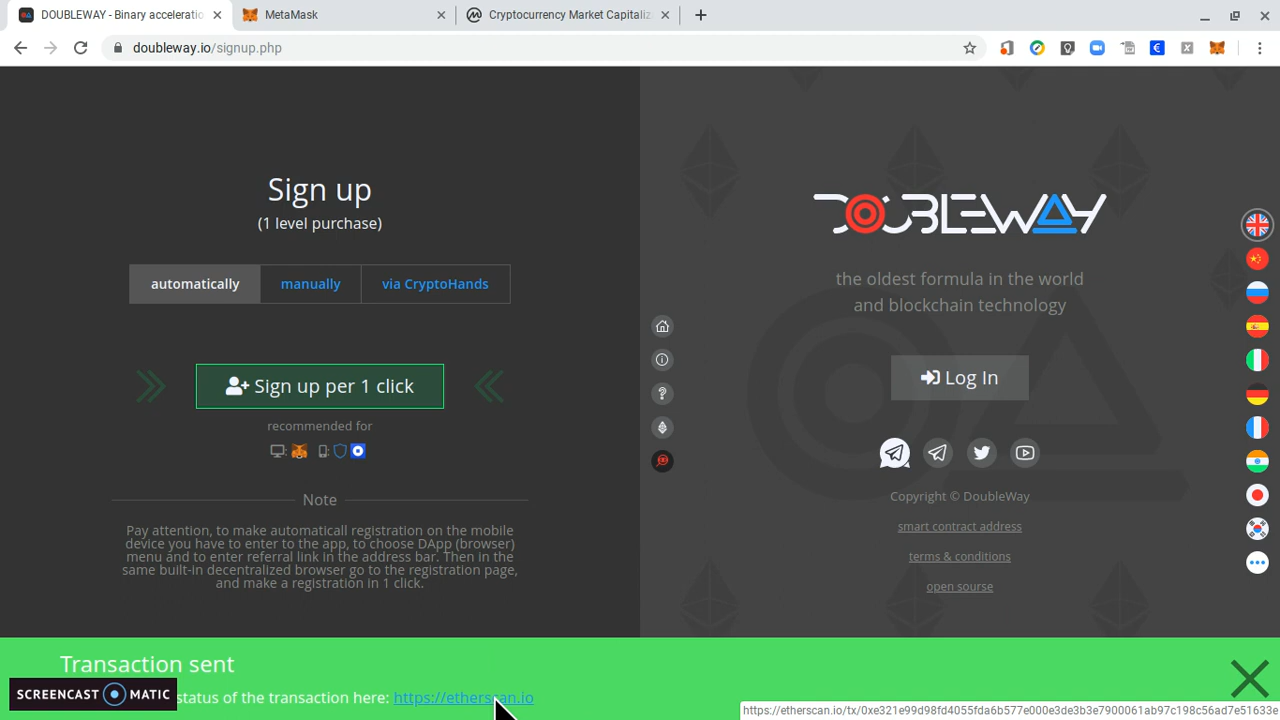 DOUBLEWAY - Binary acceleratio
MetaMask
Cryptocurrency Market Capitaliz
doubleway.io/signup.php
Sign up
(1 level purchase)
automatically
manually
via CryptoHands
Sign up per 1 click
recommended for
Note
Pay attention, to make automaticall registration on the mobile
device you have to enter to the app, to choose DApp (browser)
menu and to enter referral link in the address bar. Then in the
same built-in decentralized browser go to the registration page,
and make a registration in 1 click.
DOUBLEWAY
the oldest formula in the world
and blockchain technology
Log In
Copyright © DoubleWay
smart contract address
terms & conditions
open sourse
Transaction sent
status of the transaction here: https://etherscan.io
SCREENCAST MATIC
https://etherscan.io/tx/0xe321e99d98fd4055fda6b577e000e3de3b3e7900061ab97c198c56ad7e51633e